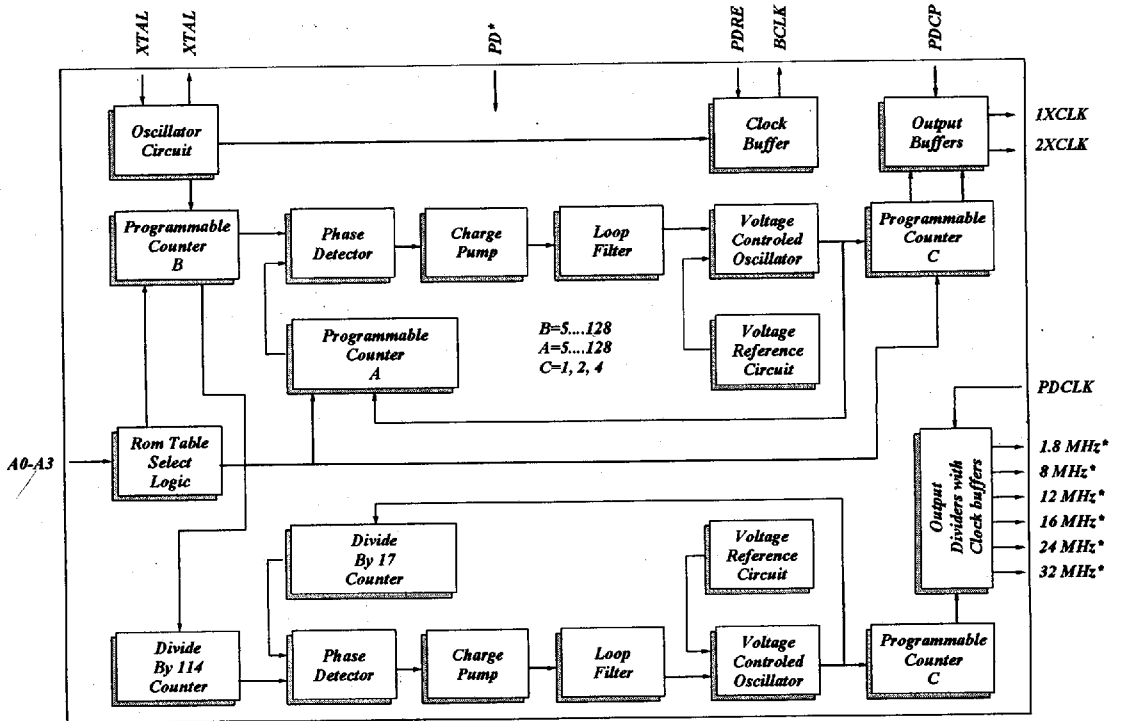 XTAL
XTAL
PD*
PDRE
BCLK
PDCP
Oscillator
Circuit
Clock
Buffer
Output
Buffers
1XCLK
2XCLK
Programmable
Counter
B
Phase
Detector
Charge
Pump
Loop
Filter
Voltage
Controled
Oscillator
Programmable
Counter
C
Programmable
Counter
A
B=5....128
A=5....128
C=1, 2, 4
Voltage
Reference
Circuit
PDCLK
A0-A3
Rom Table
Select
Logic
Output
Dividers with
Clock buffers
1.8 MHz*
8 MHz*
12 MHz*
16 MHz*
24 MHz*
32 MHz*
Divide
By 17
Counter
Voltage
Reference
Circuit
Divide
By 114
Counter
Phase
Detector
Charge
Pump
Loop
Filter
Voltage
Controled
Oscillator
Programmable
Counter
C